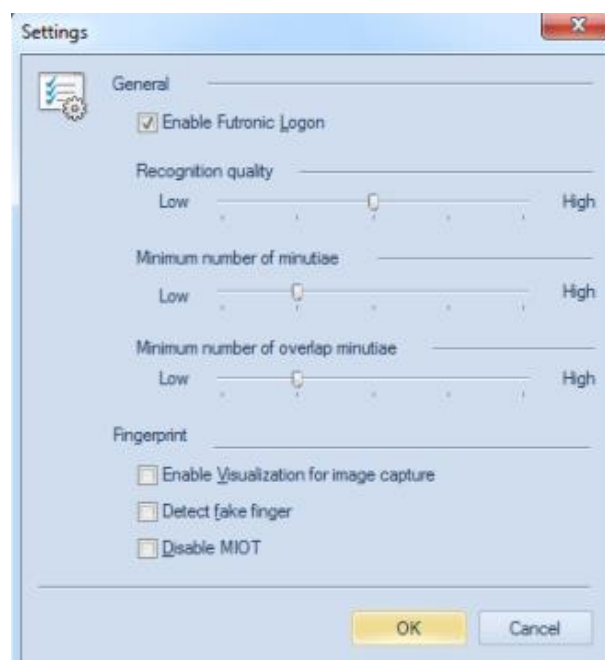 Settings
General
Enable Futronic Logon
Recognition quality
Low High
Minimum number of minutiae
Low High
Minimum number of overlap minutiae
Low High
Fingerprint
Enable Visualization for image capture
Detect fake finger
Disable MIOT
OK Cancel